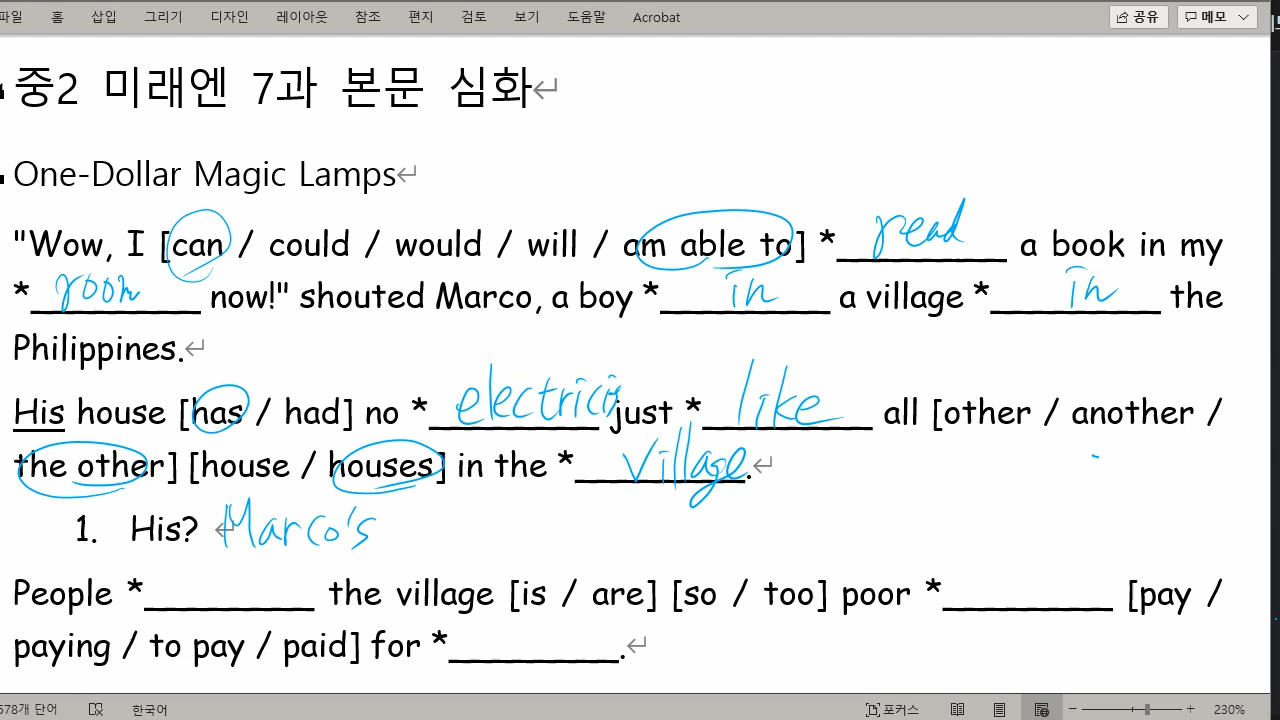 파일 홈 삽입 그리기 디자인 레이아웃 참조 편지 검토 보기 도움말 Acrobat 공유 메모
중2 미래엔 7과 본문 심화
One-Dollar Magic Lamps
"Wow, I [can / could / would / will / am able to] * read a book in my
* room now!" shouted Marco, a boy * in a village * in the
Philippines.
His house [has / had] no * electricity just * like all [other / another /
the other] [house / houses] in the * village.
1. His? Marco's
People *__________ the village [is / are] [so / too] poor *__________ [pay /
paying / to pay / paid] for *__________.
578개 단어 한국어 포커스 230%